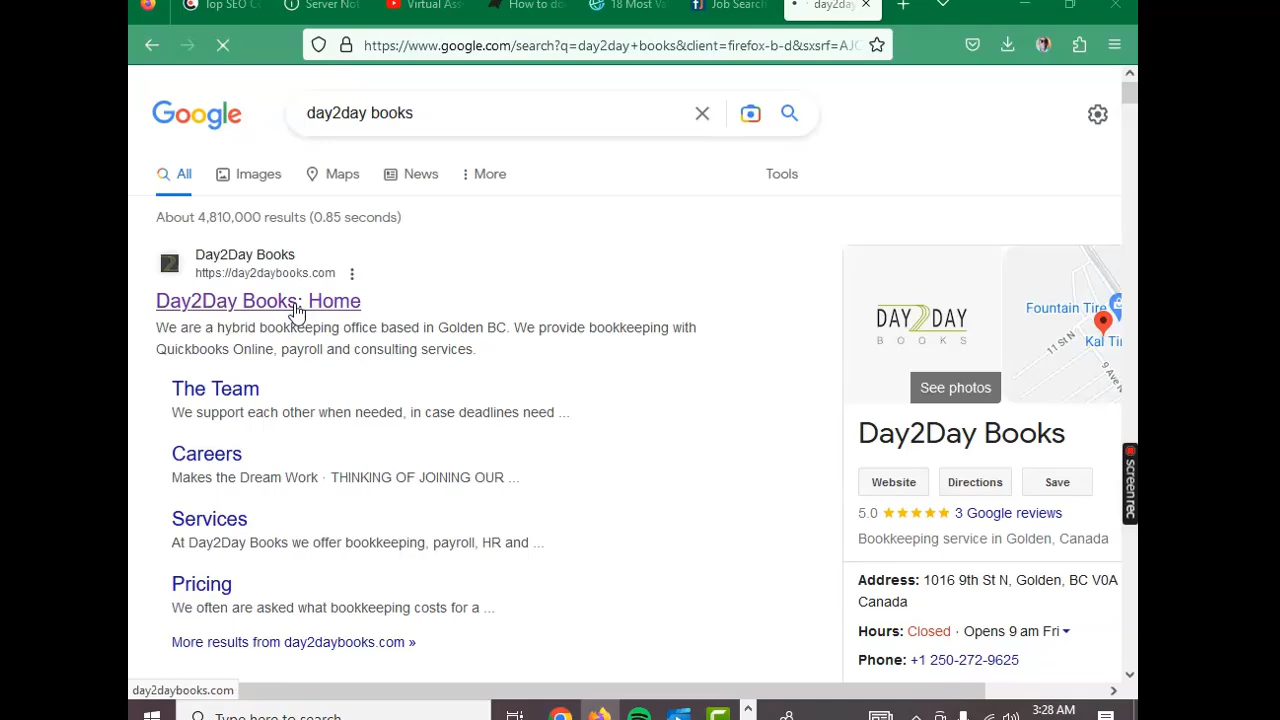 Top SEO C
Server Not
Virtual Ass
How to do
18 Most Va
Job Search
day2day
https://www.google.com/search?q=day2day+books&client=firefox-b-d&sxsrf=AJO
Google
day2day books
All
Images
Maps
News
More
Tools
About 4,810,000 results (0.85 seconds)
Day2Day Books
https://day2daybooks.com
Day2Day Books: Home
We are a hybrid bookkeeping office based in Golden BC. We provide bookkeeping with
Quickbooks Online, payroll and consulting services.
The Team
We support each other when needed, in case deadlines need ...
Careers
Makes the Dream Work · THINKING OF JOINING OUR ...
Services
At Day2Day Books we offer bookkeeping, payroll, HR and ...
Pricing
We often are asked what bookkeeping costs for a ...
More results from day2daybooks.com »
DAY2DAY
BOOKS
See photos
Fountain Tire
Kal Tir
11 St N
9 Ave
Day2Day Books
Website
Directions
Save
5.0
3 Google reviews
Bookkeeping service in Golden, Canada
Address: 1016 9th St N, Golden, BC V0A
Canada
Hours: Closed · Opens 9 am Fri
Phone: +1 250-272-9625
screen rec
day2daybooks.com
Type here to search
3:28 AM